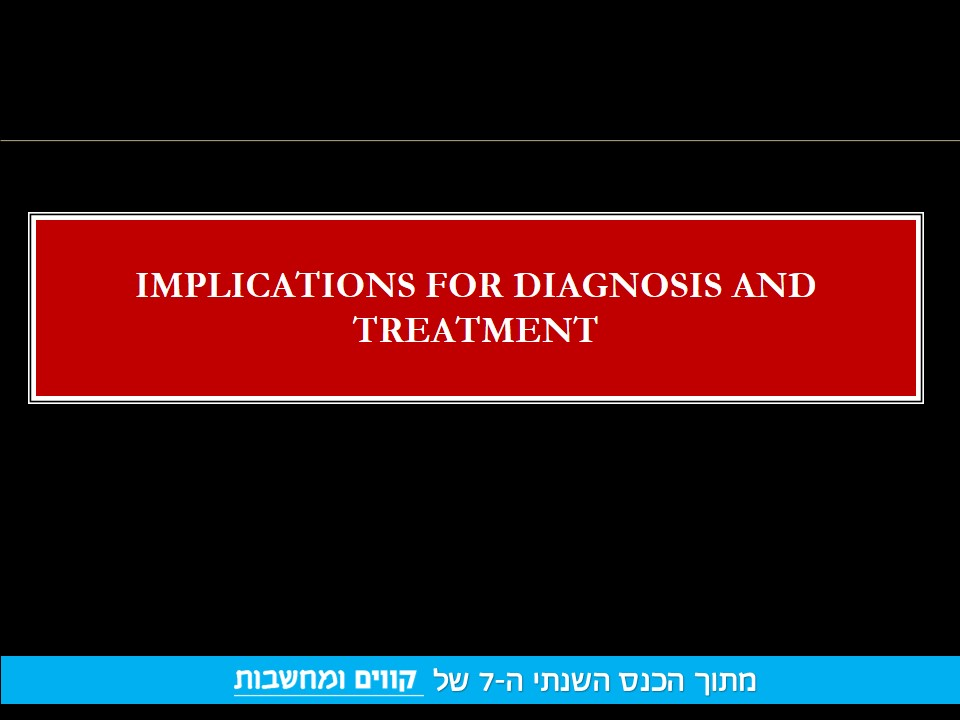 IMPLICATIONS FOR DIAGNOSIS AND
TREATMENT
מתוך הכנס השנתי ה-7 של קווים ומחשבות